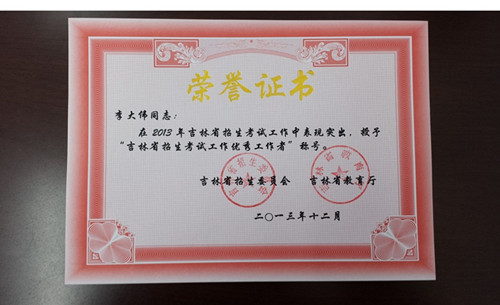 荣誉证书
李大伟同志：
在2013年吉林省招生考试工作中表现突出，授予
“吉林省招生考试工作优秀工作者”称号。
吉林省招生委员会 吉林省教育厅
二〇一三年十二月